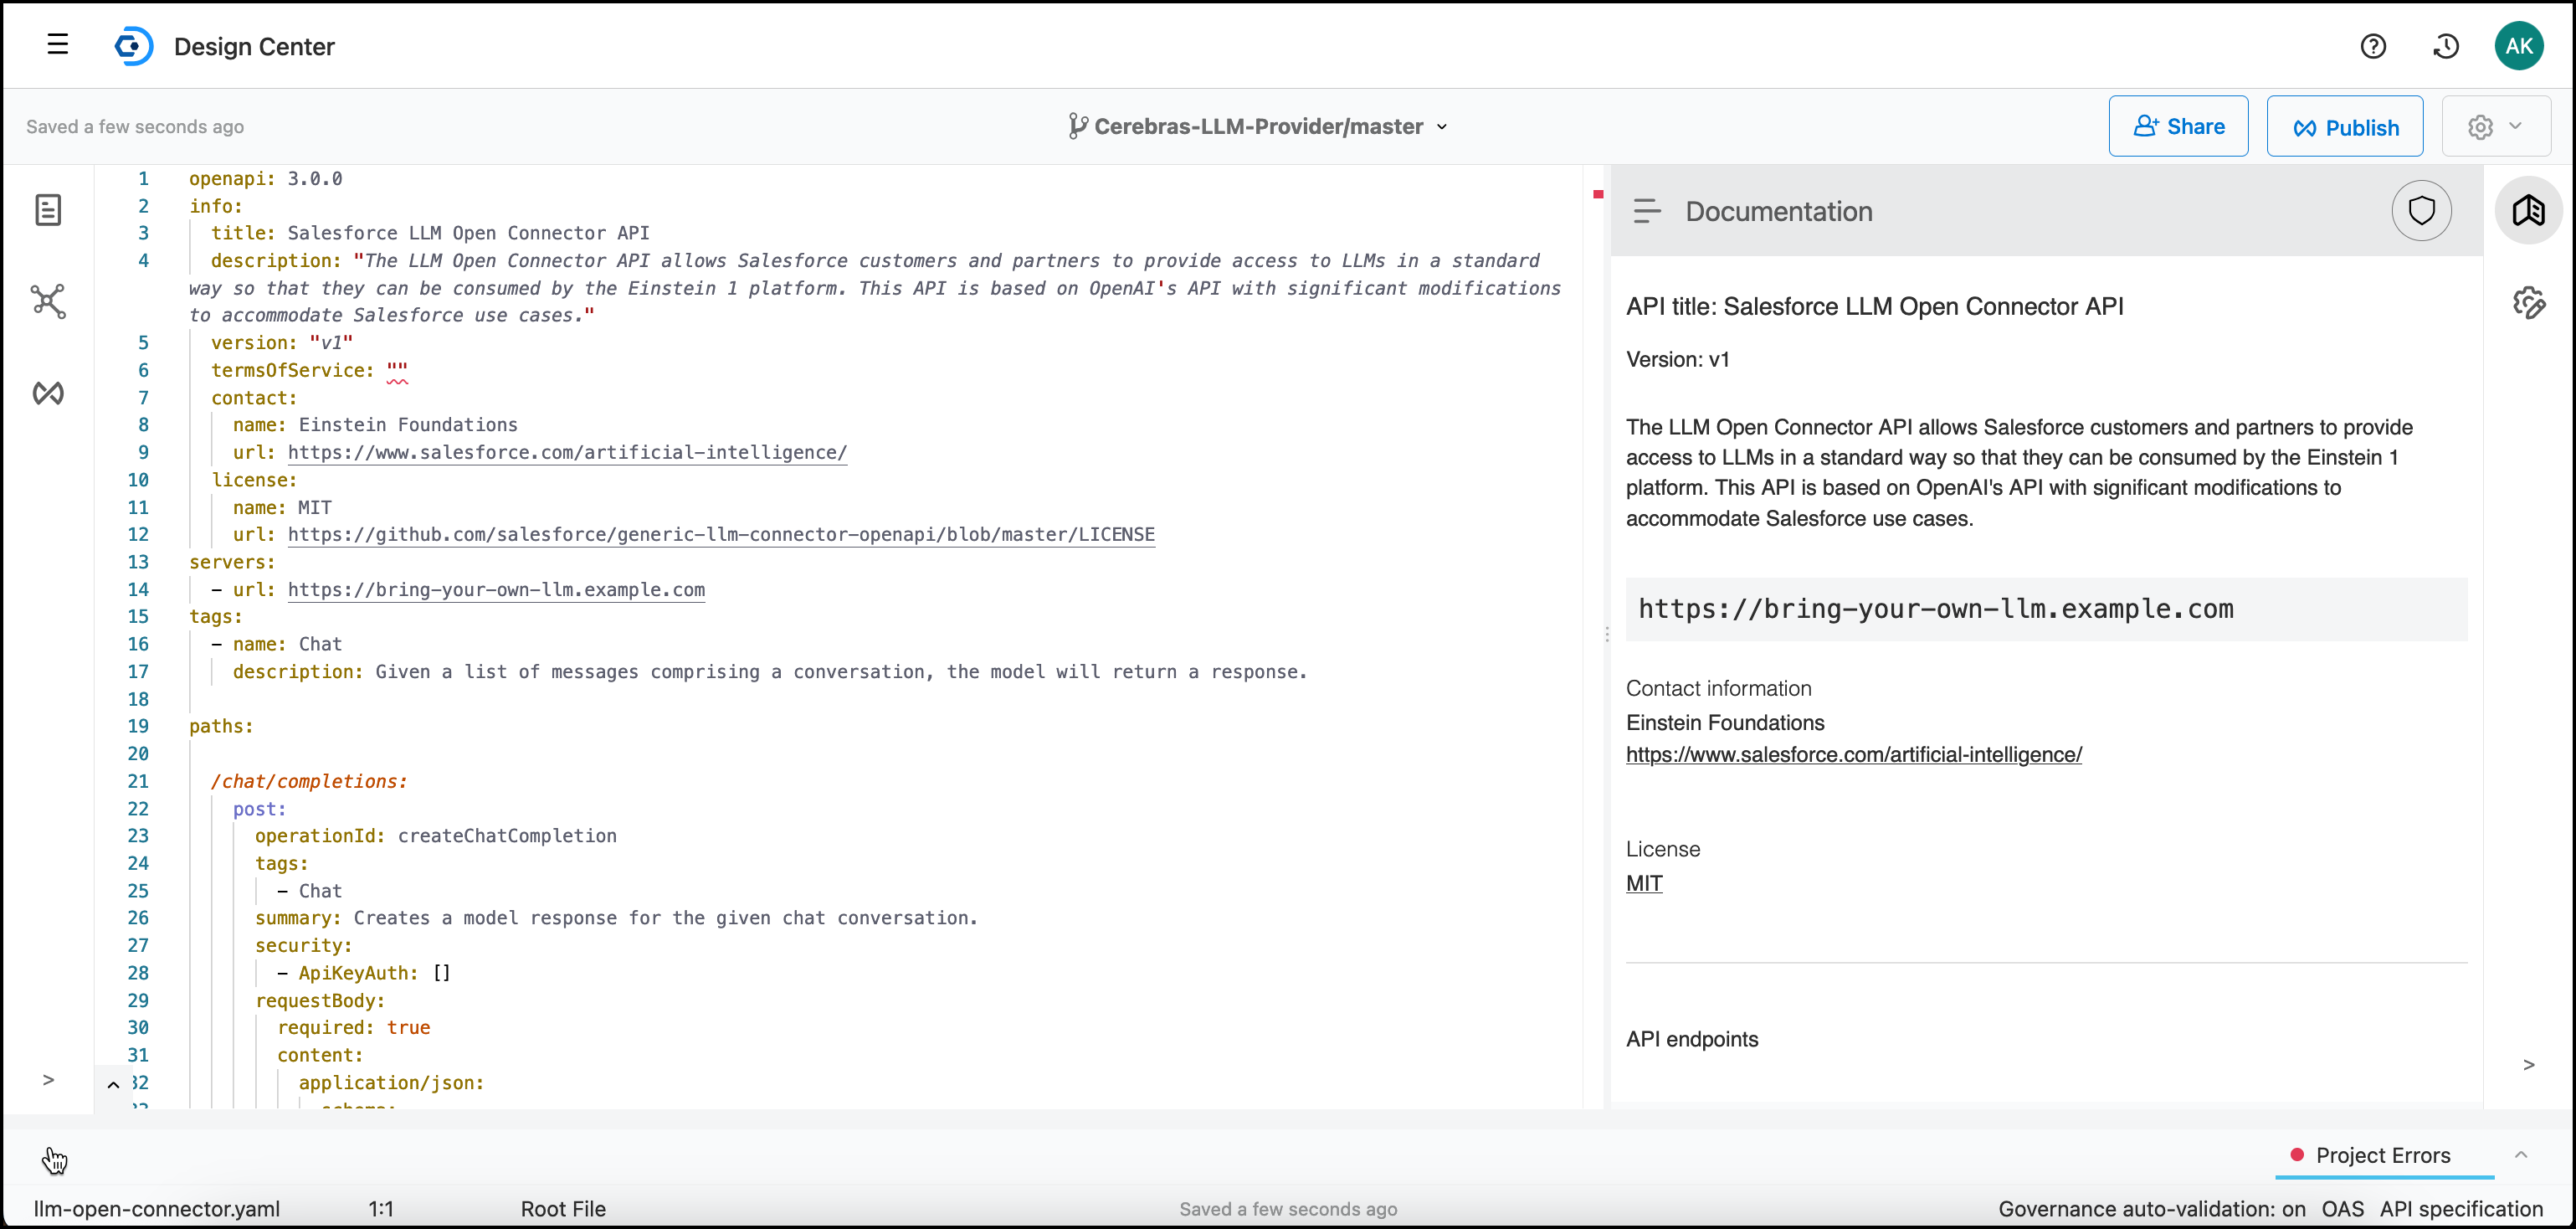 Design Center
AK
Saved a few seconds ago
Cerebras-LLM-Provider/master
Share
Publish
1 openapi: 3.0.0
2 info:
3 title: Salesforce LLM Open Connector API
4 description: "The LLM Open Connector API allows Salesforce customers and partners to provide access to LLMs in a standard
way so that they can be consumed by the Einstein 1 platform. This API is based on OpenAI's API with significant modifications
to accommodate Salesforce use cases."
5 version: "v1"
6 termsOfService: ""
7 contact:
8 name: Einstein Foundations
9 url: https://www.salesforce.com/artificial-intelligence/
10 license:
11 name: MIT
12 url: https://github.com/salesforce/generic-llm-connector-openapi/blob/master/LICENSE
13 servers:
14 - url: https://bring-your-own-llm.example.com
15 tags:
16 - name: Chat
17 description: Given a list of messages comprising a conversation, the model will return a response.
18
19 paths:
20
21 /chat/completions:
22 post:
23 operationId: createChatCompletion
24 tags:
25 - Chat
26 summary: Creates a model response for the given chat conversation.
27 security:
28 - ApiKeyAuth: []
29 requestBody:
30 required: true
31 content:
32 application/json:
Documentation
API title: Salesforce LLM Open Connector API
Version: v1
The LLM Open Connector API allows Salesforce customers and partners to provide
access to LLMs in a standard way so that they can be consumed by the Einstein 1
platform. This API is based on OpenAI's API with significant modifications to
accommodate Salesforce use cases.
https://bring-your-own-llm.example.com
Contact information
Einstein Foundations
https://www.salesforce.com/artificial-intelligence/
License
MIT
API endpoints
Project Errors
llm-open-connector.yaml
1:1
Root File
Saved a few seconds ago
Governance auto-validation: on
OAS
API specification